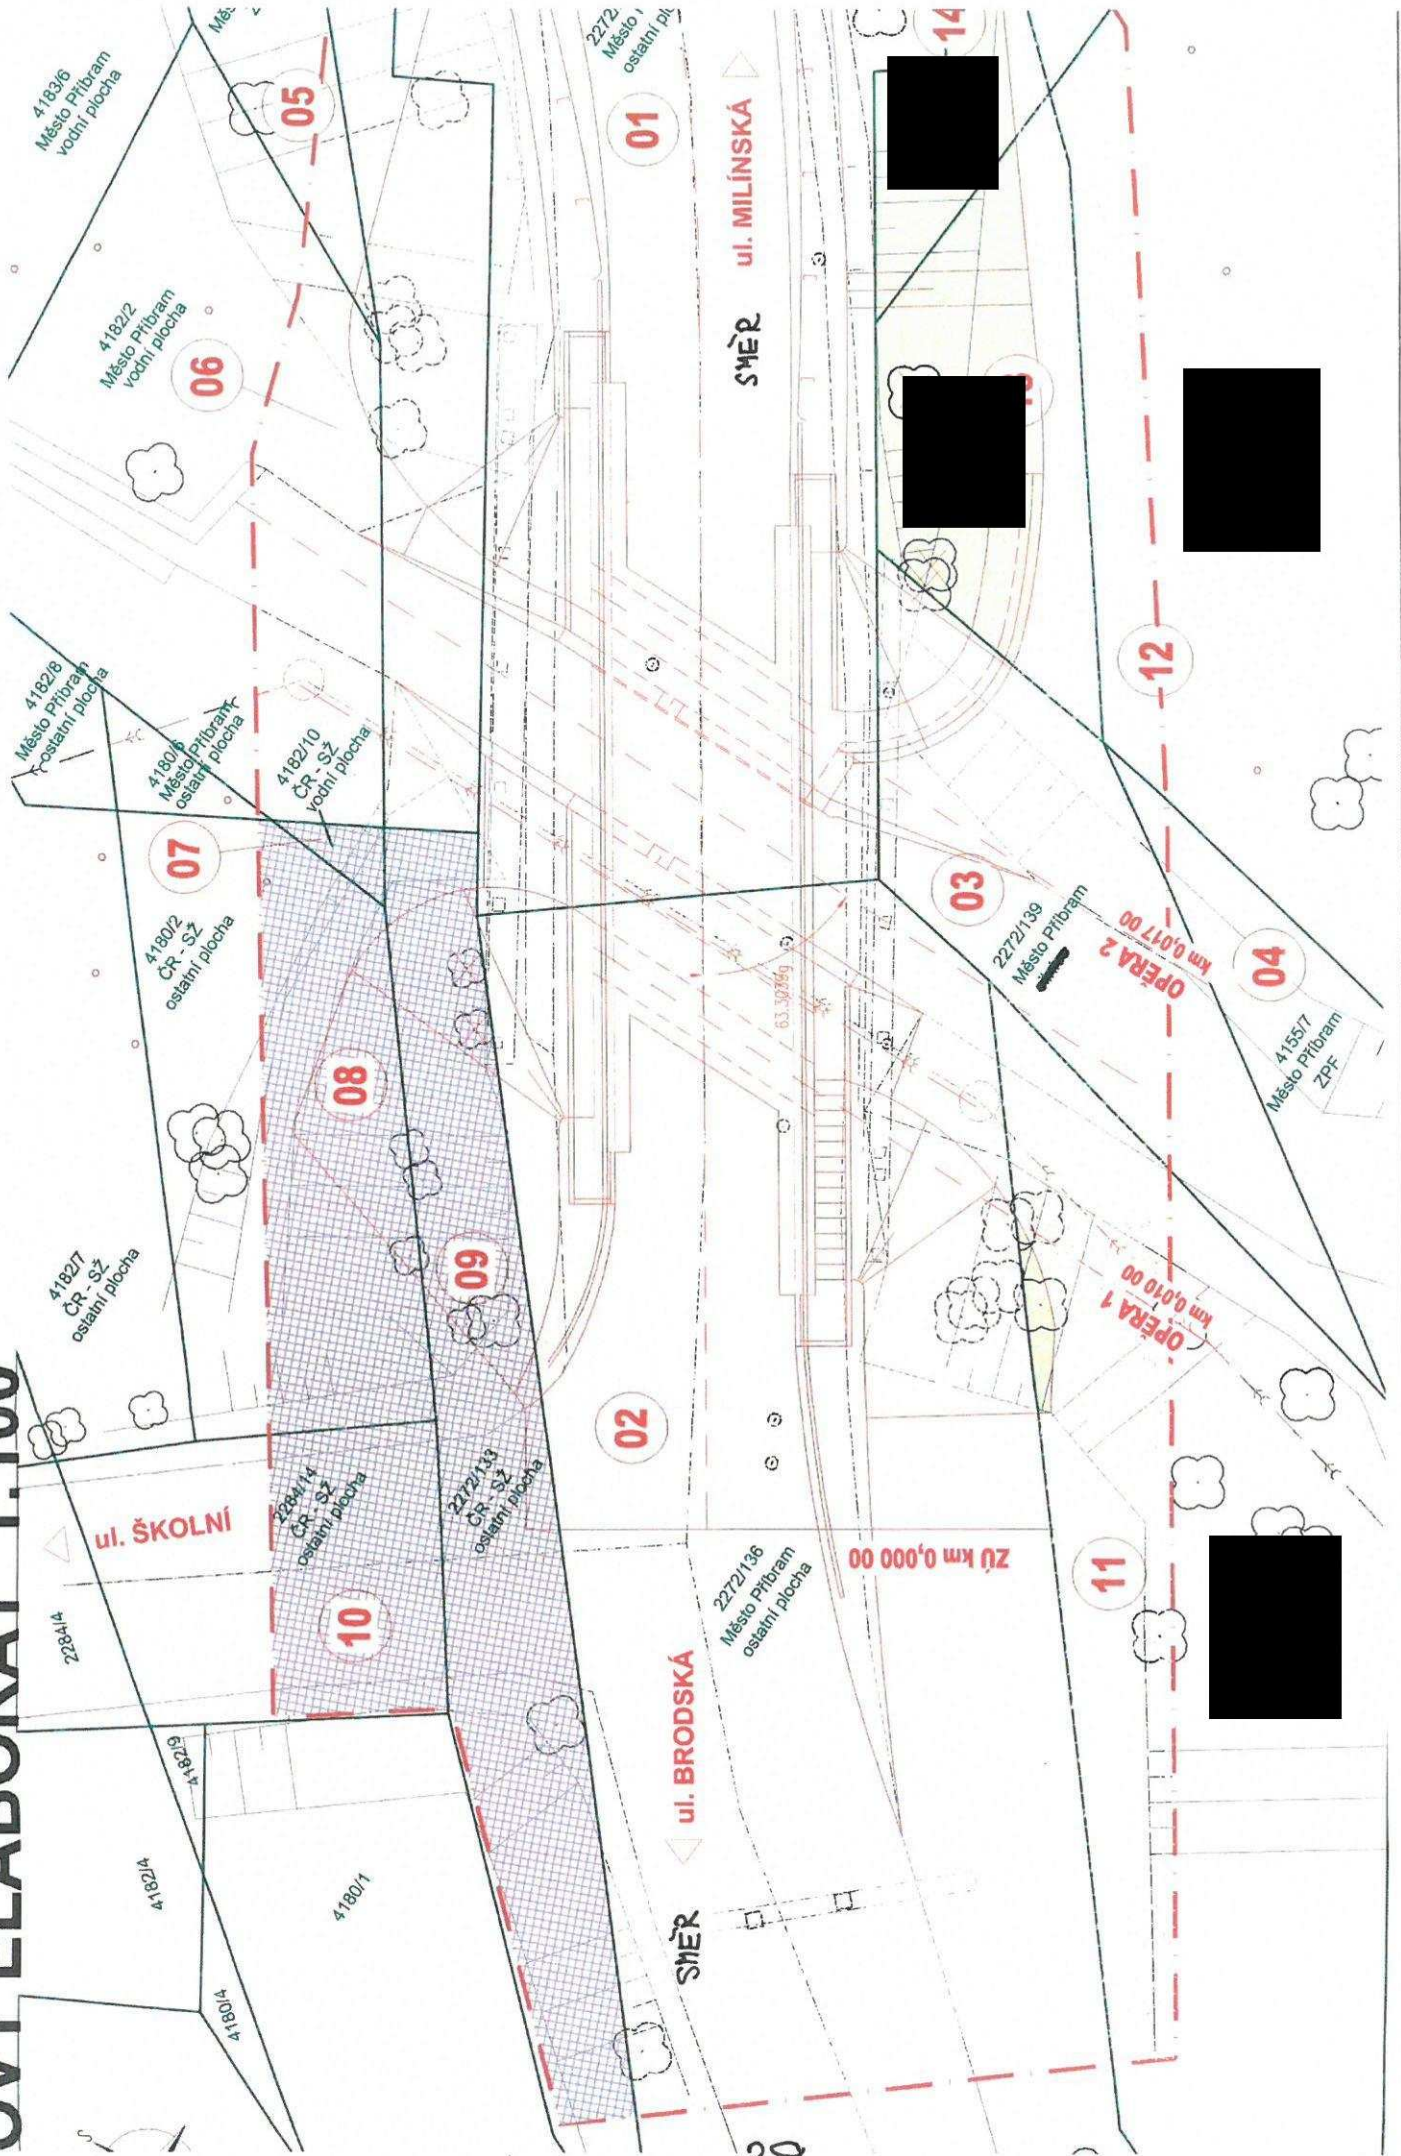 4183/6
Město Příbram
vodní plocha
05
4182/2
Město Příbram
vodní plocha
06
01
ostatní
14
ul. MILÍNSKÁ
SMĚR
4182/8
Město Příbram
ostatní plocha
4180/6
Město Příbram
ostatní plocha
4182/10
ČR - SŽ
vodní plocha
07
4180/2
ČR - SŽ
ostatní plocha
08
12
03
2272/139
Město Příbram
OPĚRA 2
km 0,017 00
04
4155/7
Město Příbram
ZPF
4182/7
ČR - SŽ
ostatní plocha
09
OPĚRA 1
km 0,010 00
02
ul. ŠKOLNÍ
2284/14
ČR - SŽ
ostatní plocha
2272/133
ČR - SŽ
ostatní plocha
10
2284/4
2272/136
Město Příbram
ostatní plocha
ZÚ km 0,000 00
11
ul. BRODSKÁ
SMĚR
4182/9
4182/4
4180/1
4180/4
S